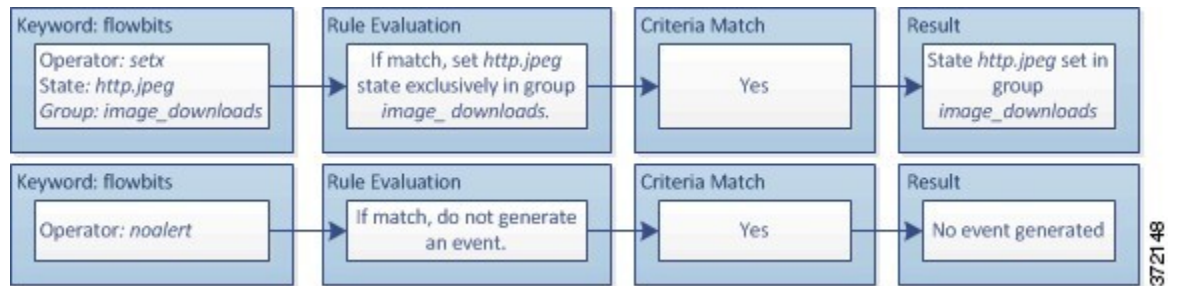 Keyword: flowbits
Operator: setx
State: http.jpeg
Group: image_downloads
Rule Evaluation
If match, set http.jpeg
state exclusively in group
image_ downloads.
Criteria Match
Yes
Result
State http.jpeg set in
group
image_downloads
Keyword: flowbits
Operator: noalert
Rule Evaluation
If match, do not generate
an event.
Criteria Match
Yes
Result
No event generated
372148